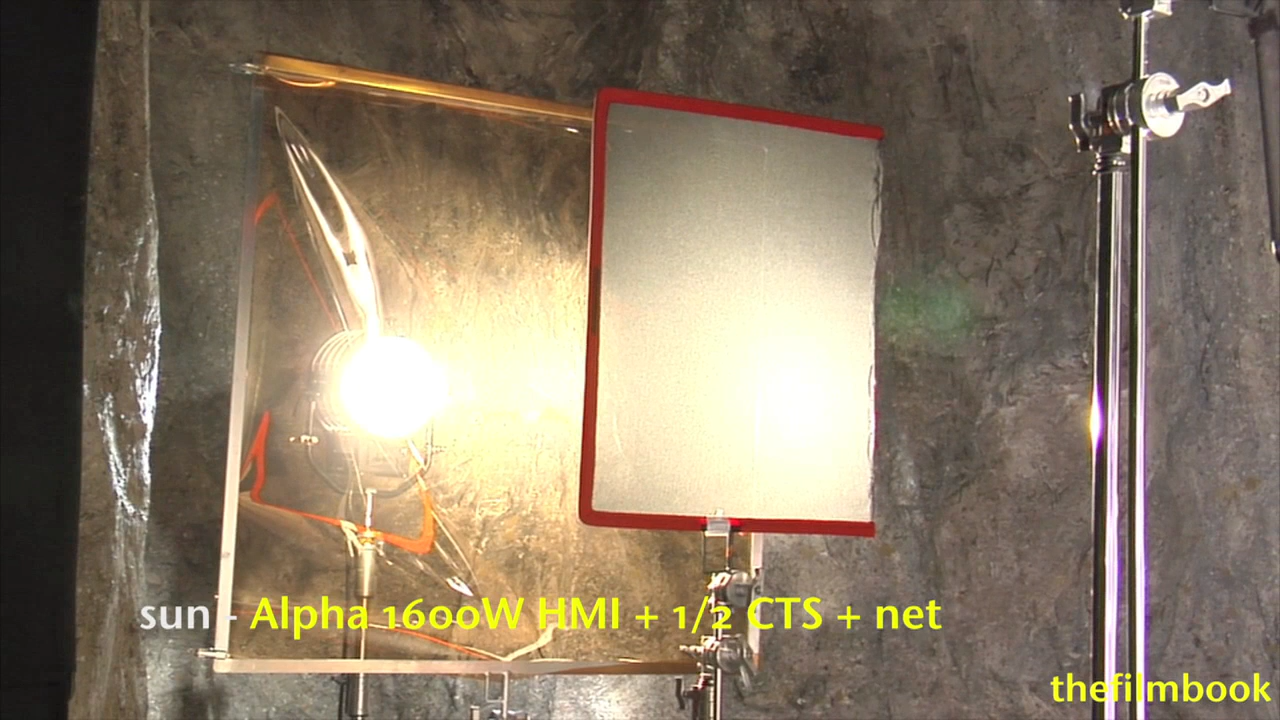 sun - Alpha 1600W HMI + 1/2 CTS + net
thefilmbook